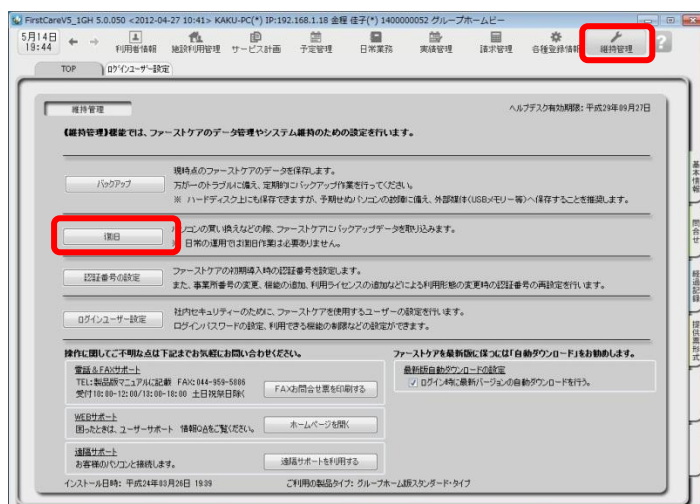 FirstCareV5_1GH 5.0.050 <2012-04-27 10:41> KAKU-PC(*) IP:192.168.1.18 金程 佳子(*) 1400000052 グループホームビー
5月14日
19:44
利用者情報 施設利用管理 サービス計画 予定管理 日常業務 実績管理 請求管理 各種登録情報 維持管理
TOP ログインユーザー設定
維持管理
ヘルプデスク有効期限: 平成29年09月27日
《維持管理》機能では、ファーストケアのデータ管理やシステム維持のための設定を行います。
バックアップ
現時点のファーストケアのデータを保存します。
万が一のトラブルに備え、定期的にバックアップ作業を行ってください。
※ ハードディスク上にも保存できますが、予期せぬパソコンの故障に備え、外部媒体(USBメモリー等)へ保存することを推奨します。
復旧
パソコンの買い換えなどの際、ファーストケアにバックアップデータを取り込みます。
※ 日常の運用では復旧作業は必要ありません。
認証番号の設定
ファーストケアの初期導入時の認証番号を設定します。
また、事業所番号の変更、機能の追加、利用ライセンスの追加などによる利用形態の変更時の認証番号の再設定を行います。
ログインユーザー設定
社内セキュリティーのために、ファーストケアを使用するユーザーの設定を行います。
ログインパスワードの設定、利用できる機能の制限などの設定ができます。
操作に関してご不明な点は下記までお気軽にお問い合わせください。
電話&FAXサポート
TEL:製品版マニュアルに記載 FAX:044-959-5886
受付10:00-12:00/13:00-18:00 土日祝祭日除く
FAXお問合せ票を印刷する
WEBサポート
困ったときは、ユーザーサポート 情報QAをご覧ください。
ホームページを開く
遠隔サポート
お客様のパソコンと接続します。
遠隔サポートを利用する
ファーストケアを最新版に保つには「自動ダウンロード」をお勧めします。
最新版自動ダウンロードの設定
ログイン時に最新バージョンの自動ダウンロードを行う。
インストール日時: 平成24年03月26日 19:39
ご利用の製品タイプ: グループホーム版スタンダード・タイプ
基本情報
問合せ
経過記録
提供票形式